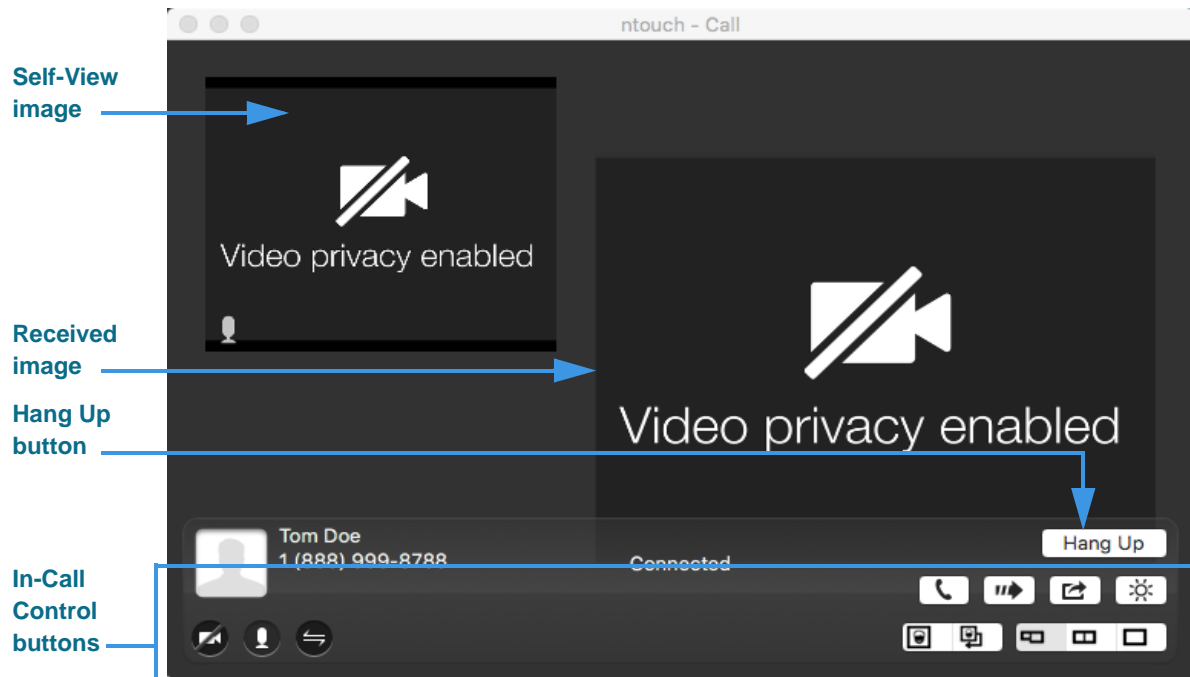 ntouch - Call
Self-View
image
Video privacy enabled
Received
image
Video privacy enabled
Hang Up
button
Tom Doe
1 (888) 999-8788
Connected
Hang Up
In-Call
Control
buttons